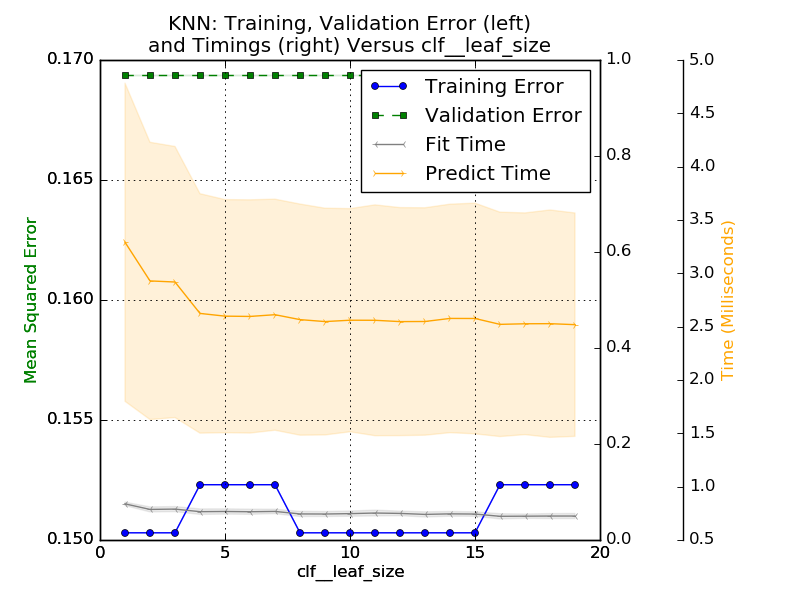 KNN: Training, Validation Error (left)
and Timings (right) Versus clf__leaf_size
Training Error
Validation Error
Fit Time
Predict Time
Mean Squared Error
0.170
0.165
0.160
0.155
0.150
0
5
10
15
20
clf__leaf_size
1.0
0.8
0.6
0.4
0.2
0.0
5.0
4.5
4.0
3.5
3.0
2.5
2.0
1.5
1.0
0.5
Time (Milliseconds)